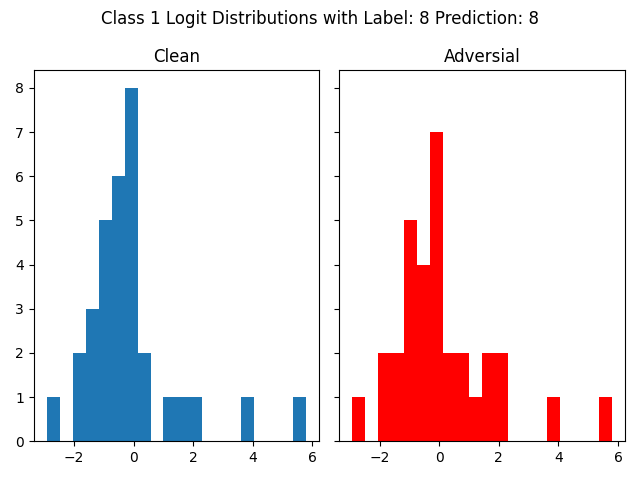 Class 1 Logit Distributions with Label: 8 Prediction: 8
Clean
Adversial
8
7
6
5
4
3
2
1
0
−2 0 2 4 6
−2 0 2 4 6